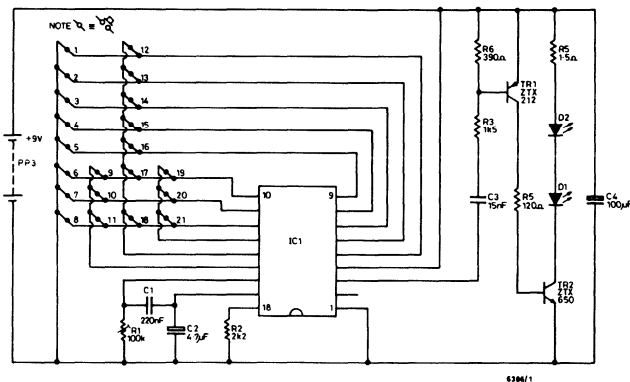 NOTE ≡
+9V
PP3
1
2
3
4
5
6
7
8
9
10
11
12
13
14
15
16
17
18
19
20
21
10
9
IC1
18
1
C1
220nF
R1
100k
C2
4·7µF
R2
2k2
R6
390Ω
R3
1k5
C3
15nF
TR1
ZTX
212
R5
120Ω
R5
1·5Ω
D2
D1
TR2
ZTX
650
C4
100µF
6386/1